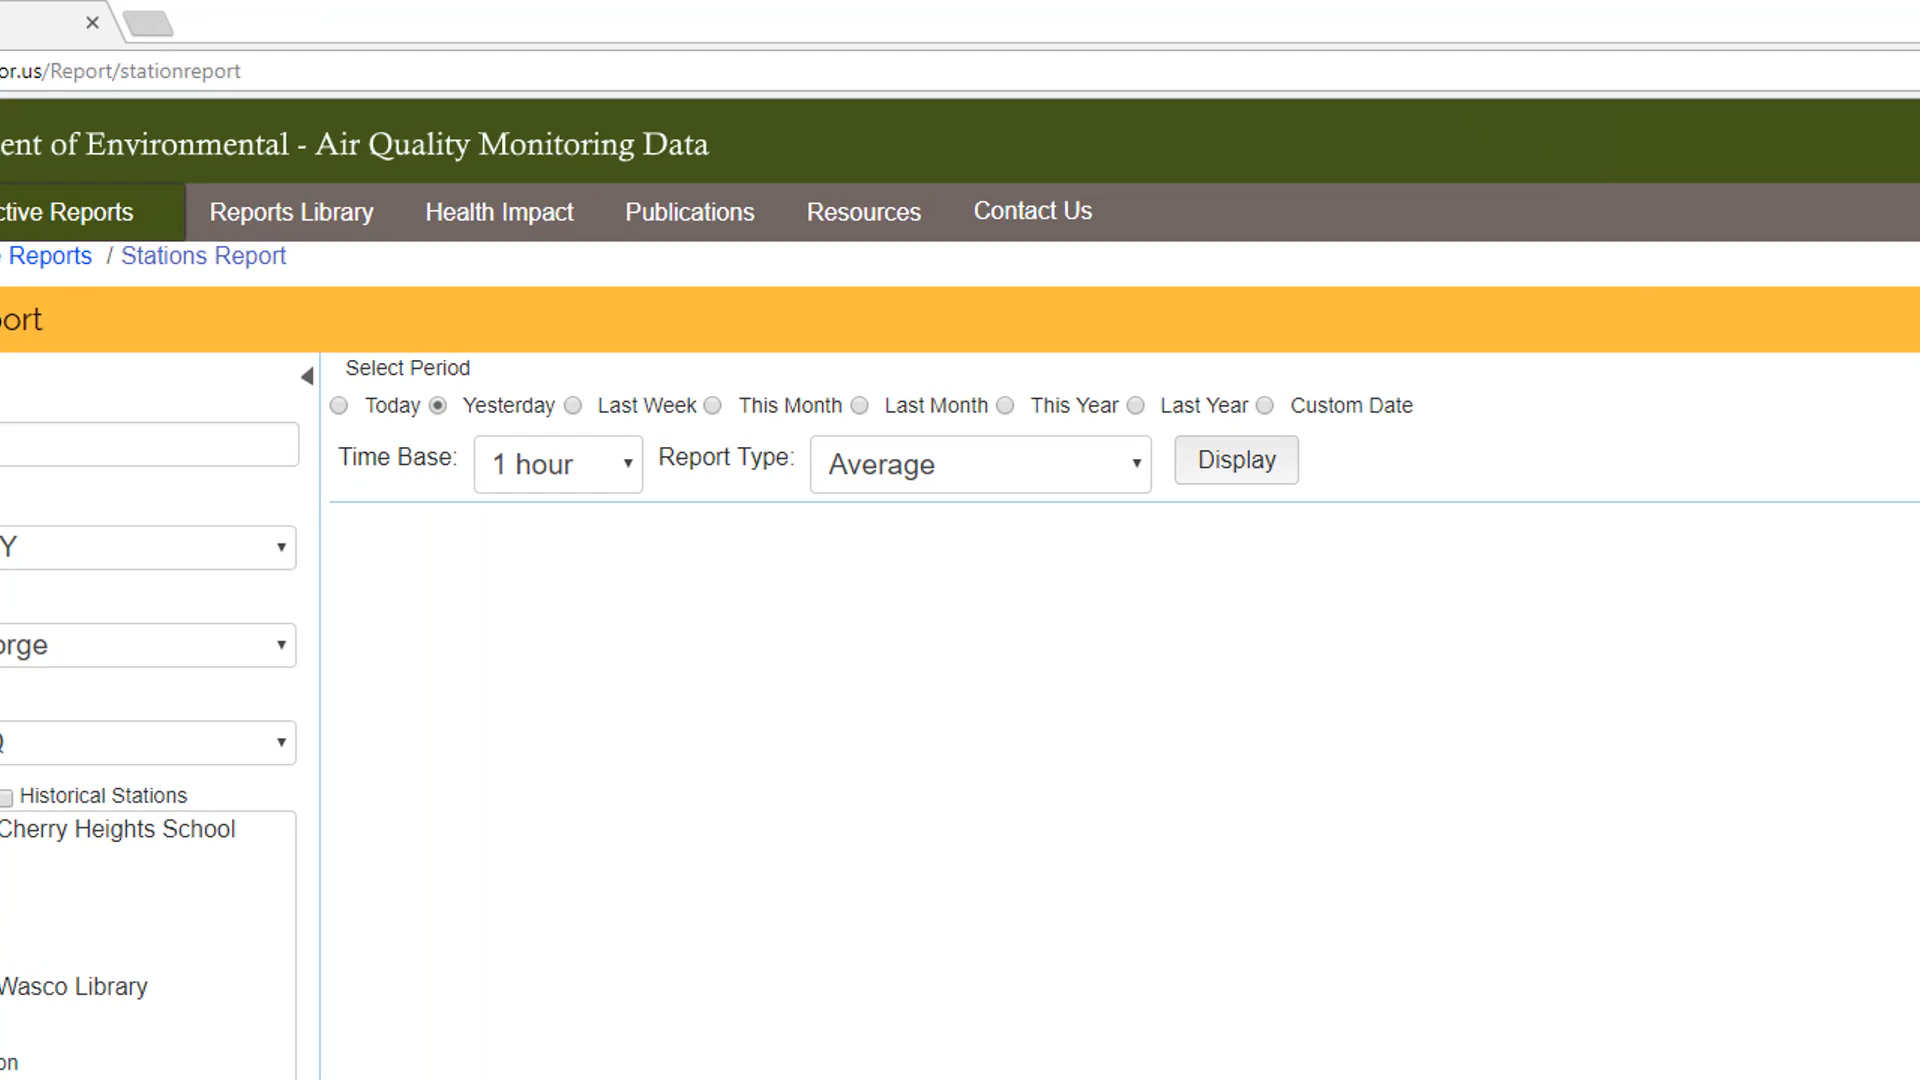 or.us/Report/stationreport
ent of Environmental - Air Quality Monitoring Data
ctive Reports Reports Library Health Impact Publications Resources Contact Us
e Reports / Stations Report
ort
Select Period
Today Yesterday Last Week This Month Last Month This Year Last Year Custom Date
Time Base: 1 hour Report Type: Average Display
Y
orge
Q
Historical Stations
Cherry Heights School
Wasco Library
on